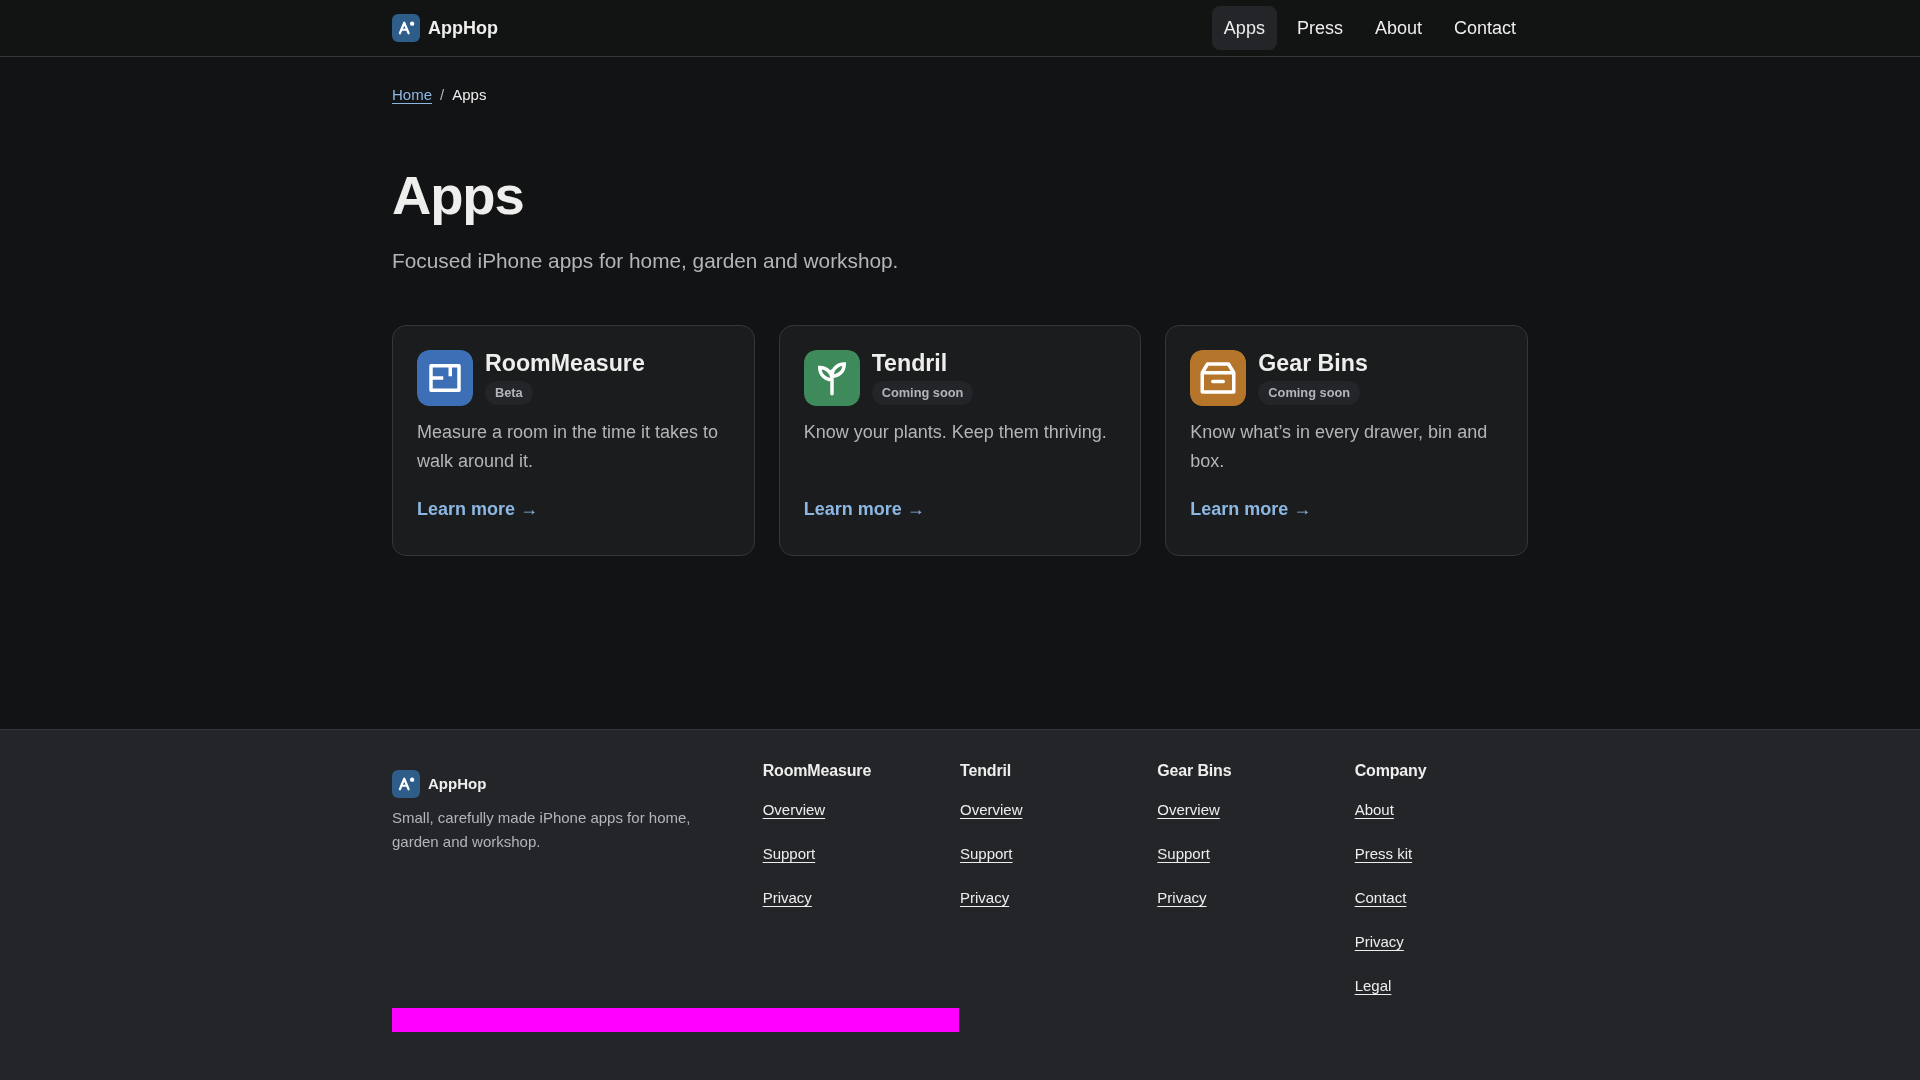 AppHop
Apps Press About Contact
Home / Apps
Apps
Focused iPhone apps for home, garden and workshop.
RoomMeasure
Beta
Measure a room in the time it takes to
walk around it.
Learn more →
Tendril
Coming soon
Know your plants. Keep them thriving.
Learn more →
Gear Bins
Coming soon
Know what’s in every drawer, bin and
box.
Learn more →
AppHop
Small, carefully made iPhone apps for home,
garden and workshop.
RoomMeasure
Overview
Support
Privacy
Tendril
Overview
Support
Privacy
Gear Bins
Overview
Support
Privacy
Company
About
Press kit
Contact
Privacy
Legal